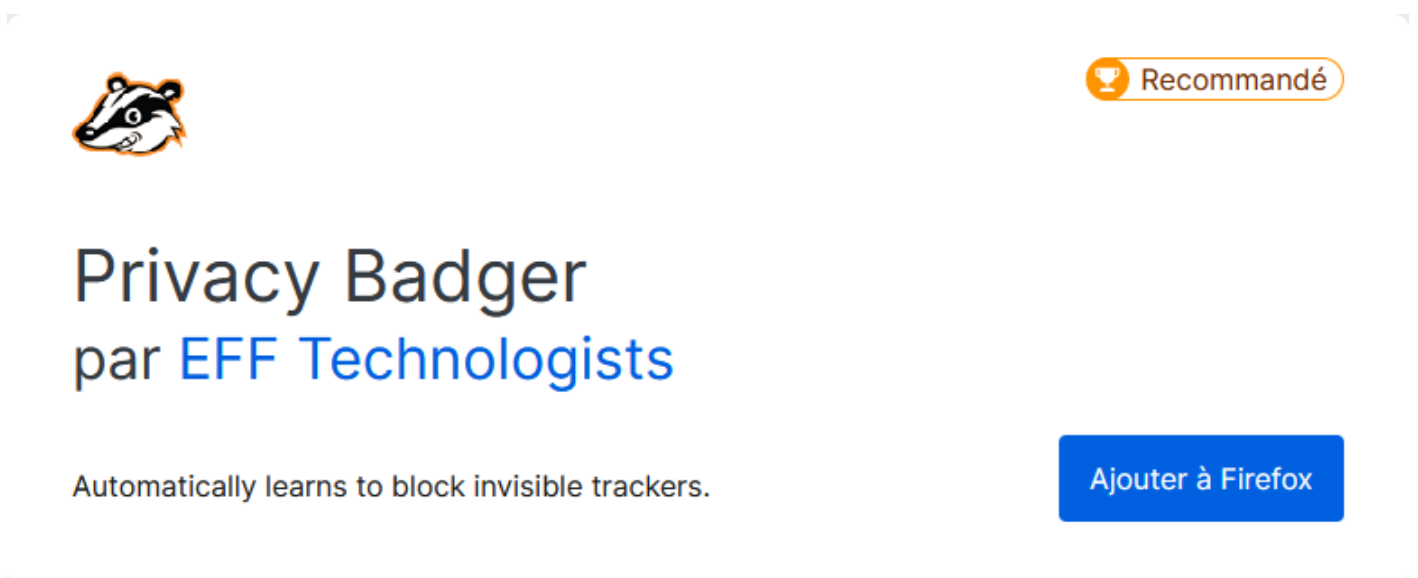 Recommandé
Privacy Badger
par EFF Technologists
Automatically learns to block invisible trackers.
Ajouter à Firefox